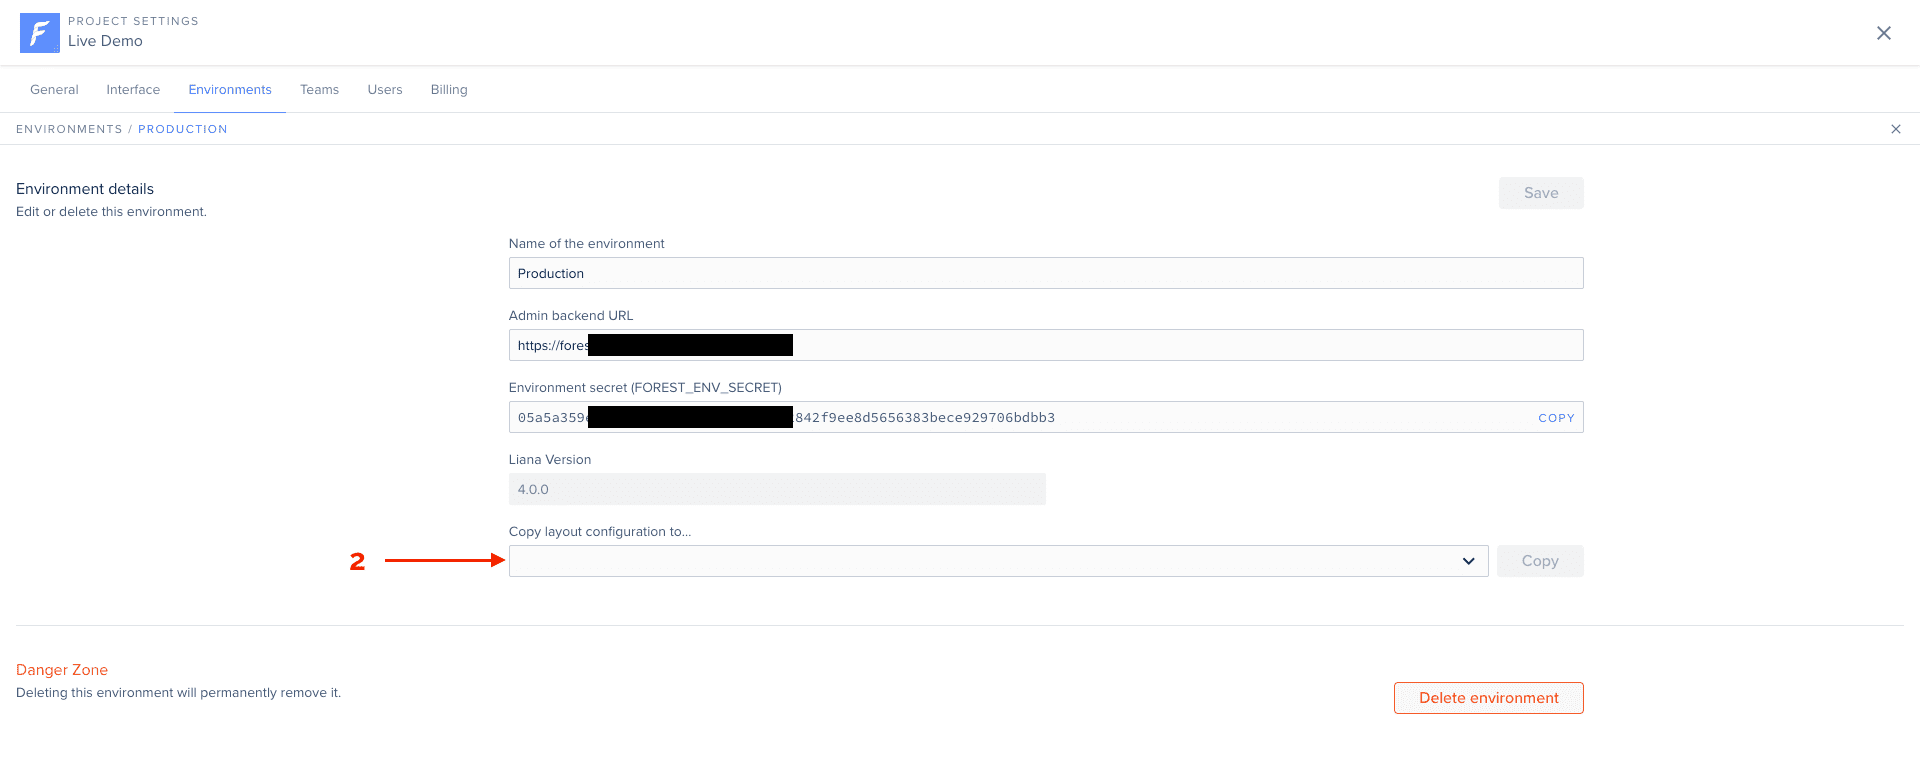 PROJECT SETTINGS
Live Demo
General Interface Environments Teams Users Billing
ENVIRONMENTS / PRODUCTION
Environment details
Save
Edit or delete this environment.
Name of the environment
Production
Admin backend URL
https://fores
Environment secret (FOREST_ENV_SECRET)
05a5a359 842f9ee8d5656383bece929706bdbb3 COPY
Liana Version
4.0.0
Copy layout configuration to...
2 Copy
Danger Zone
Deleting this environment will permanently remove it.
Delete environment